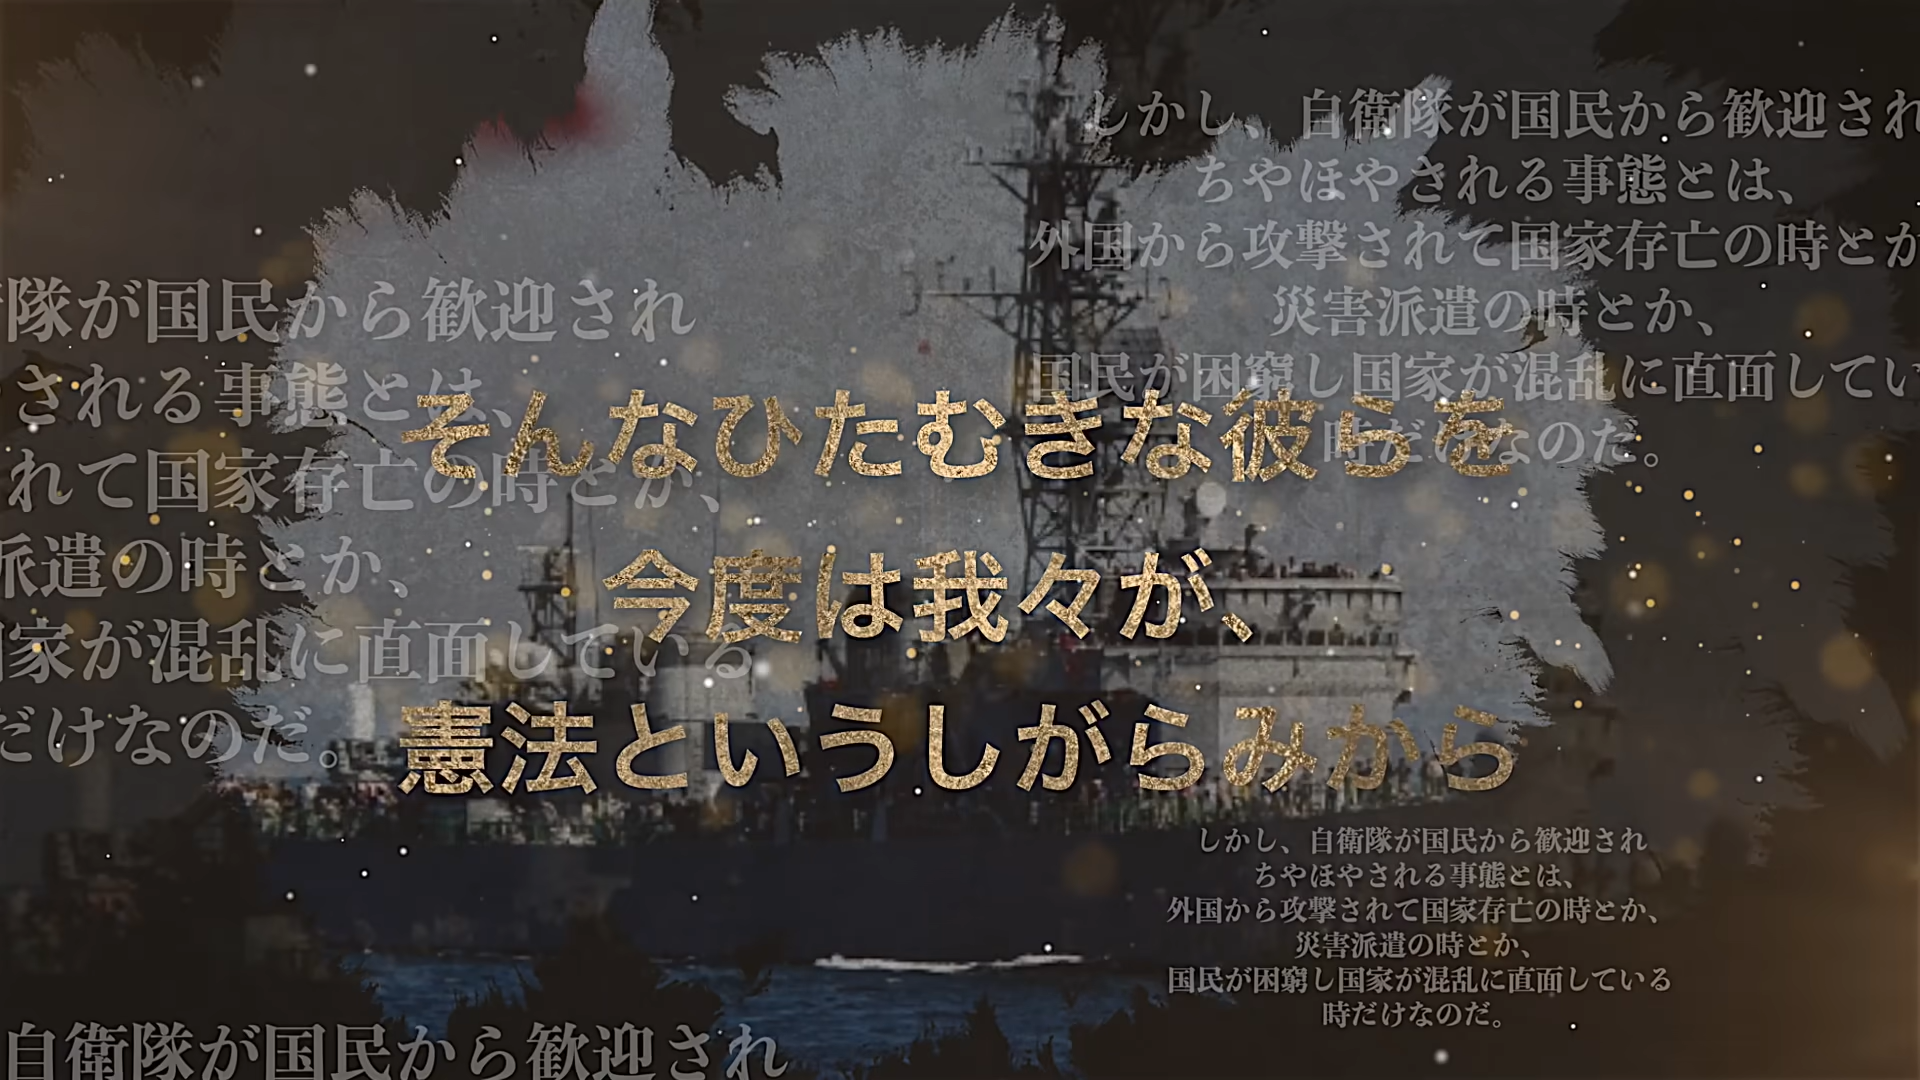 しかし、自衛隊が国民から歓迎され
ちやほやされる事態とは、
外国から攻撃されて国家存亡の時とか
災害派遣の時とか、
国民が困窮し国家が混乱に直面してい
時だけなのだ。
隊が国民から歓迎され
される事態とは、
れて国家存亡の時とか、
派遣の時とか、
国家が混乱に直面している
だけなのだ。
そんなひたむきな彼らを
今度は我々が、
憲法というしがらみから
しかし、自衛隊が国民から歓迎され
ちやほやされる事態とは、
外国から攻撃されて国家存亡の時とか、
災害派遣の時とか、
国民が困窮し国家が混乱に直面している
時だけなのだ。
自衛隊が国民から歓迎され